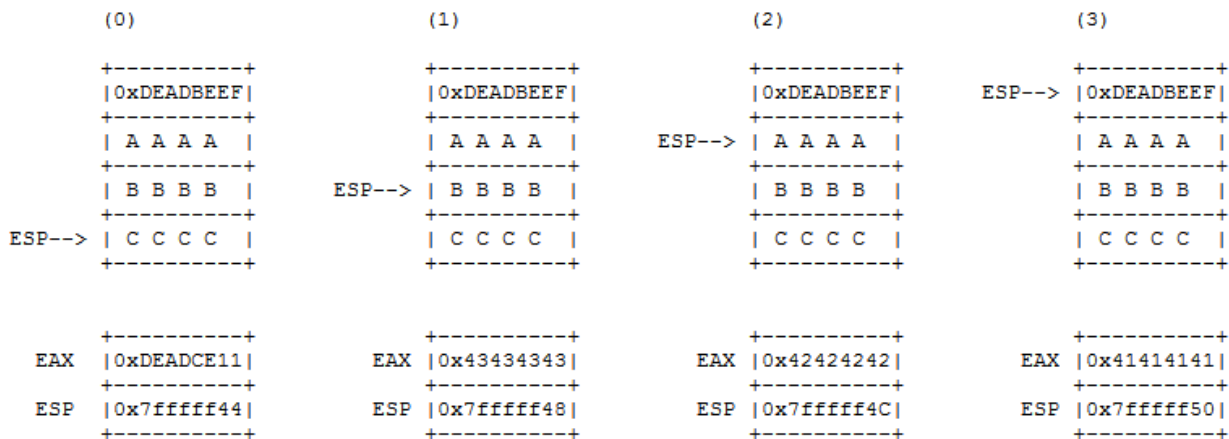 (0) (1) (2) (3)
+----------+ +----------+ +----------+ +----------+
|0xDEADBEEF| |0xDEADBEEF| |0xDEADBEEF| ESP--> |0xDEADBEEF|
+----------+ +----------+ +----------+ +----------+
| A A A A | | A A A A | ESP--> | A A A A | | A A A A |
+----------+ +----------+ +----------+ +----------+
| B B B B | ESP--> | B B B B | | B B B B | | B B B B |
+----------+ +----------+ +----------+ +----------+
ESP--> | C C C C | | C C C C | | C C C C | | C C C C |
+----------+ +----------+ +----------+ +----------+
+----------+ +----------+ +----------+ +----------+
EAX |0xDEADCE11| EAX |0x43434343| EAX |0x42424242| EAX |0x41414141|
+----------+ +----------+ +----------+ +----------+
ESP |0x7fffff44| ESP |0x7fffff48| ESP |0x7fffff4C| ESP |0x7fffff50|
+----------+ +----------+ +----------+ +----------+